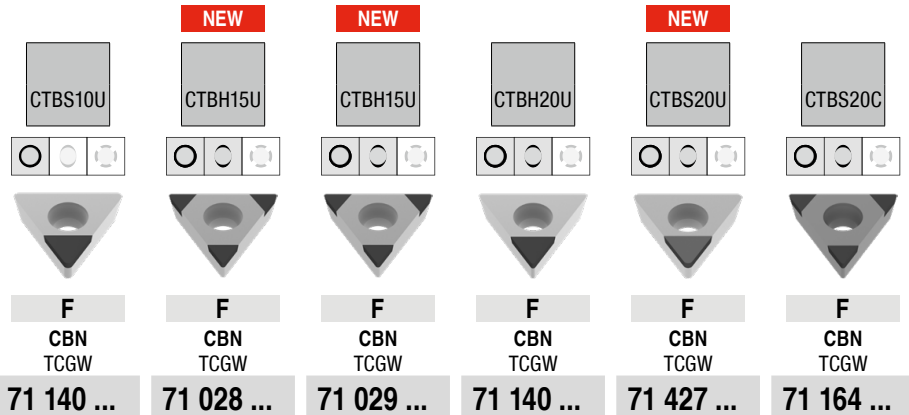 NEW NEW NEW
CTBS10U CTBH15U CTBH15U CTBH20U CTBS20U CTBS20C
F F F F F F
CBN CBN CBN CBN CBN CBN
TCGW TCGW TCGW TCGW TCGW TCGW
71 140 ... 71 028 ... 71 029 ... 71 140 ... 71 427 ... 71 164 ...